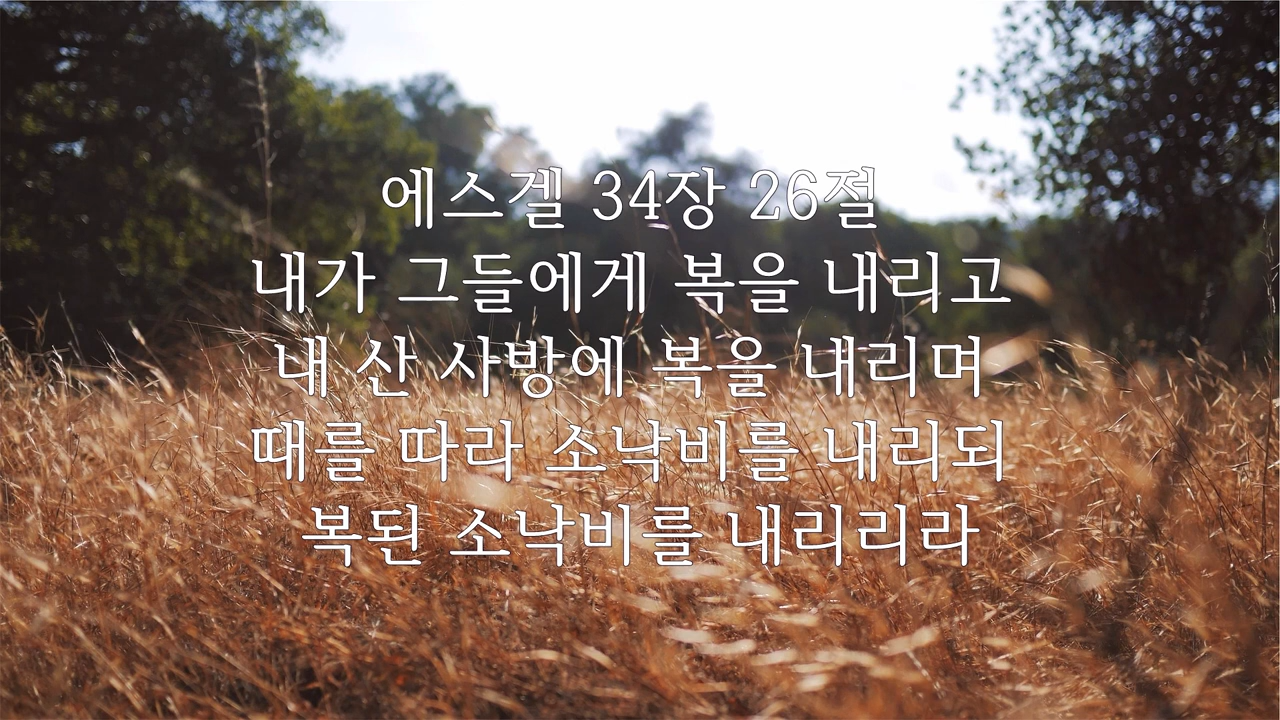 에스겔 34장 26절
내가 그들에게 복을 내리고
내 산 사방에 복을 내리며
때를 따라 소낙비를 내리되
복된 소낙비를 내리리라